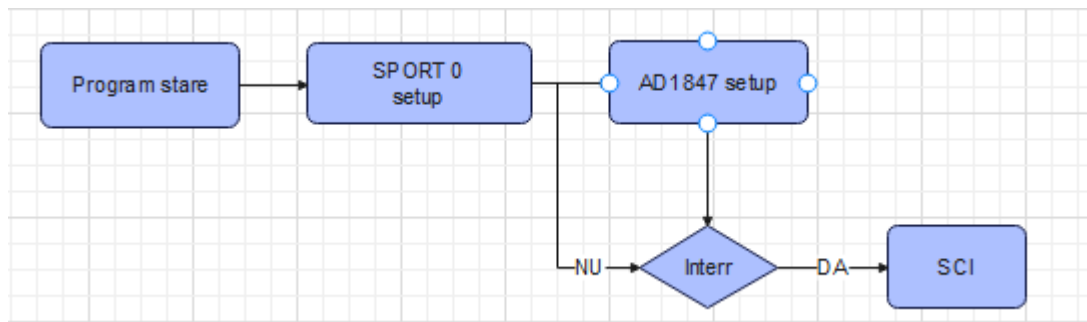 Program stare
SPORT 0
setup
AD1847 setup
NU
Interr
DA
SCI